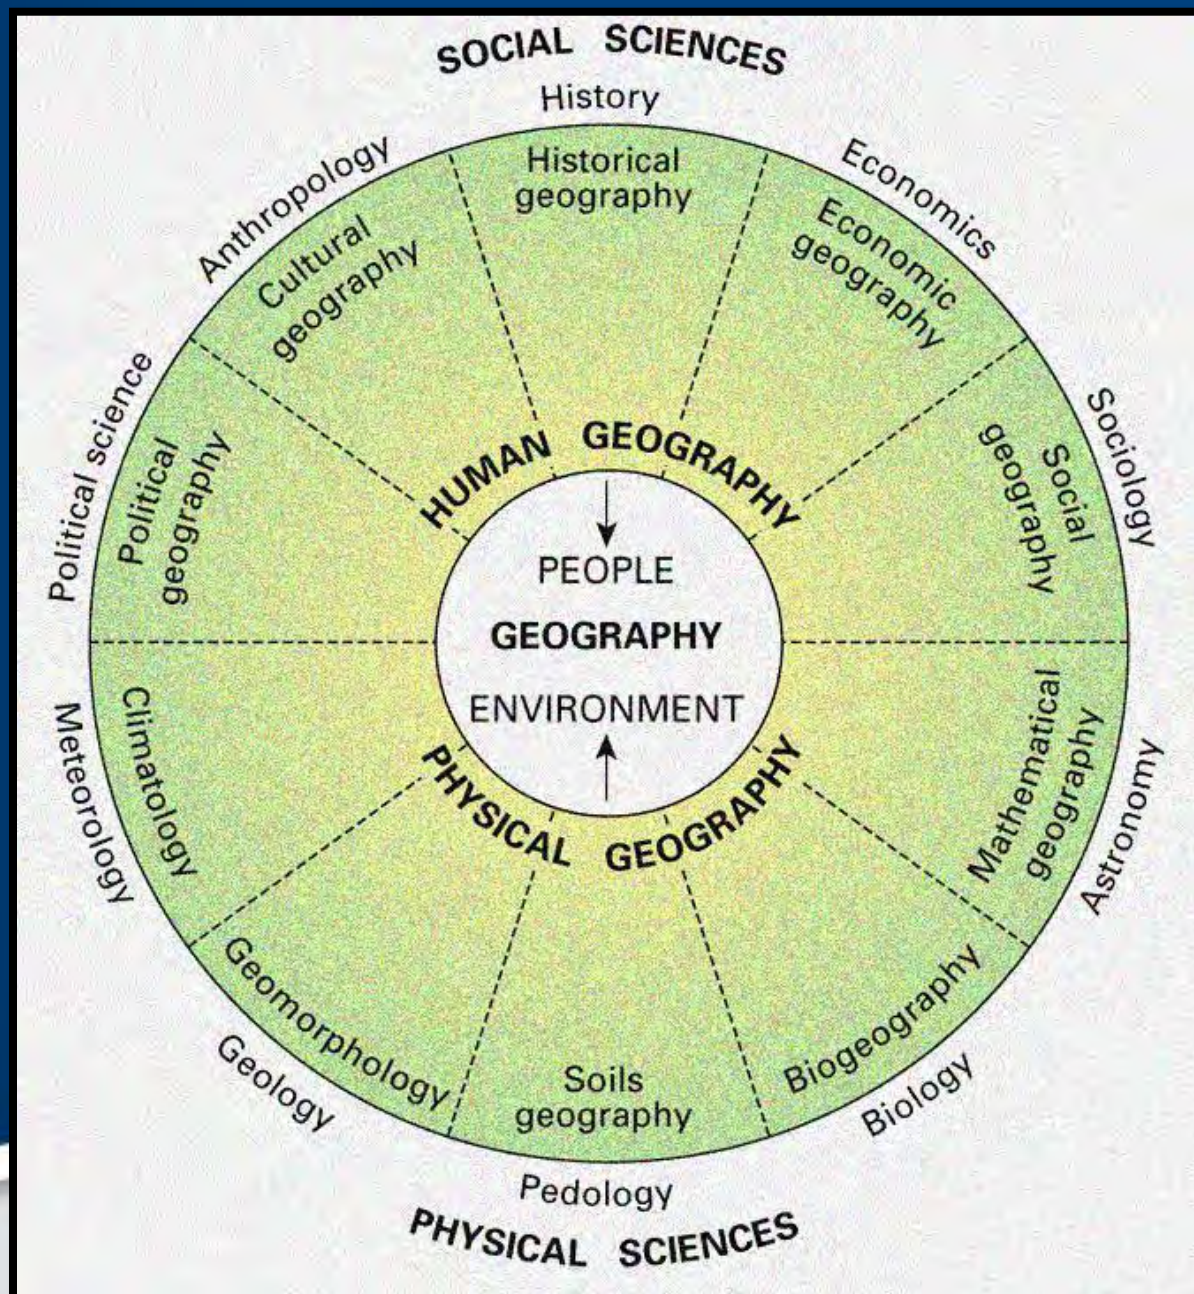 SOCIAL SCIENCES
History
Historical
geography
Economics
Economic
geography
Sociology
Social
geography
Anthropology
Cultural
geography
Political science
Political
geography
HUMAN GEOGRAPHY
PEOPLE
GEOGRAPHY
ENVIRONMENT
PHYSICAL GEOGRAPHY
Meteorology
Climatology
Geomorphology
Geology
Soils
geography
Pedology
Biogeography
Biology
Mathematical
geography
Astronomy
PHYSICAL SCIENCES